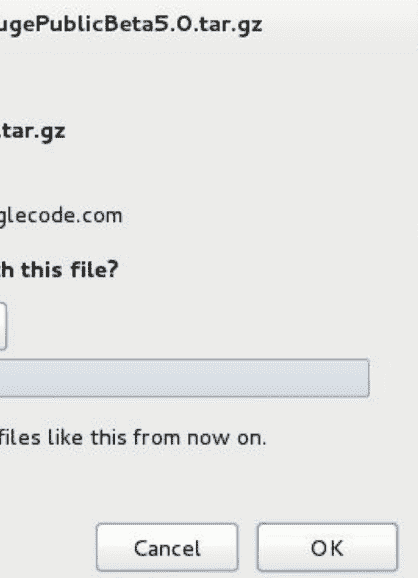 ugePublicBeta5.0.tar.gz
.tar.gz
glecode.com
h this file?
files like this from now on.
Cancel
OK